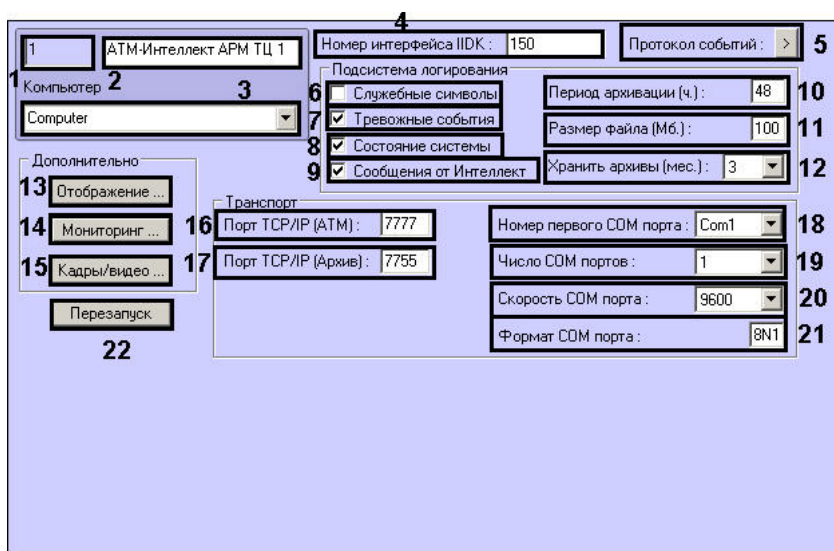 4
1
АТМ-Интеллект АРМ ТЦ 1
Номер интерфейса IIDK : 150
Протокол событий : >
5
1
2
Компьютер
3
Computer
Подсистема логирования
6 Служебные символы
7 Тревожные события
8 Состояние системы
9 Сообщения от Интеллект
Период архивации (ч.) : 48 10
Размер файла (Мб.) : 100 11
Хранить архивы (мес.) : 3 12
Дополнительно
13 Отображение ...
14 Мониторинг ...
15 Кадры/видео ...
Перезапуск
22
Транспорт
16 Порт TCP/IP (АТМ) : 7777
17 Порт TCP/IP (Архив) : 7755
Номер первого COM порта : Com1 18
Число COM портов : 1 19
Скорость COM порта : 9600 20
Формат COM порта : 8N1 21